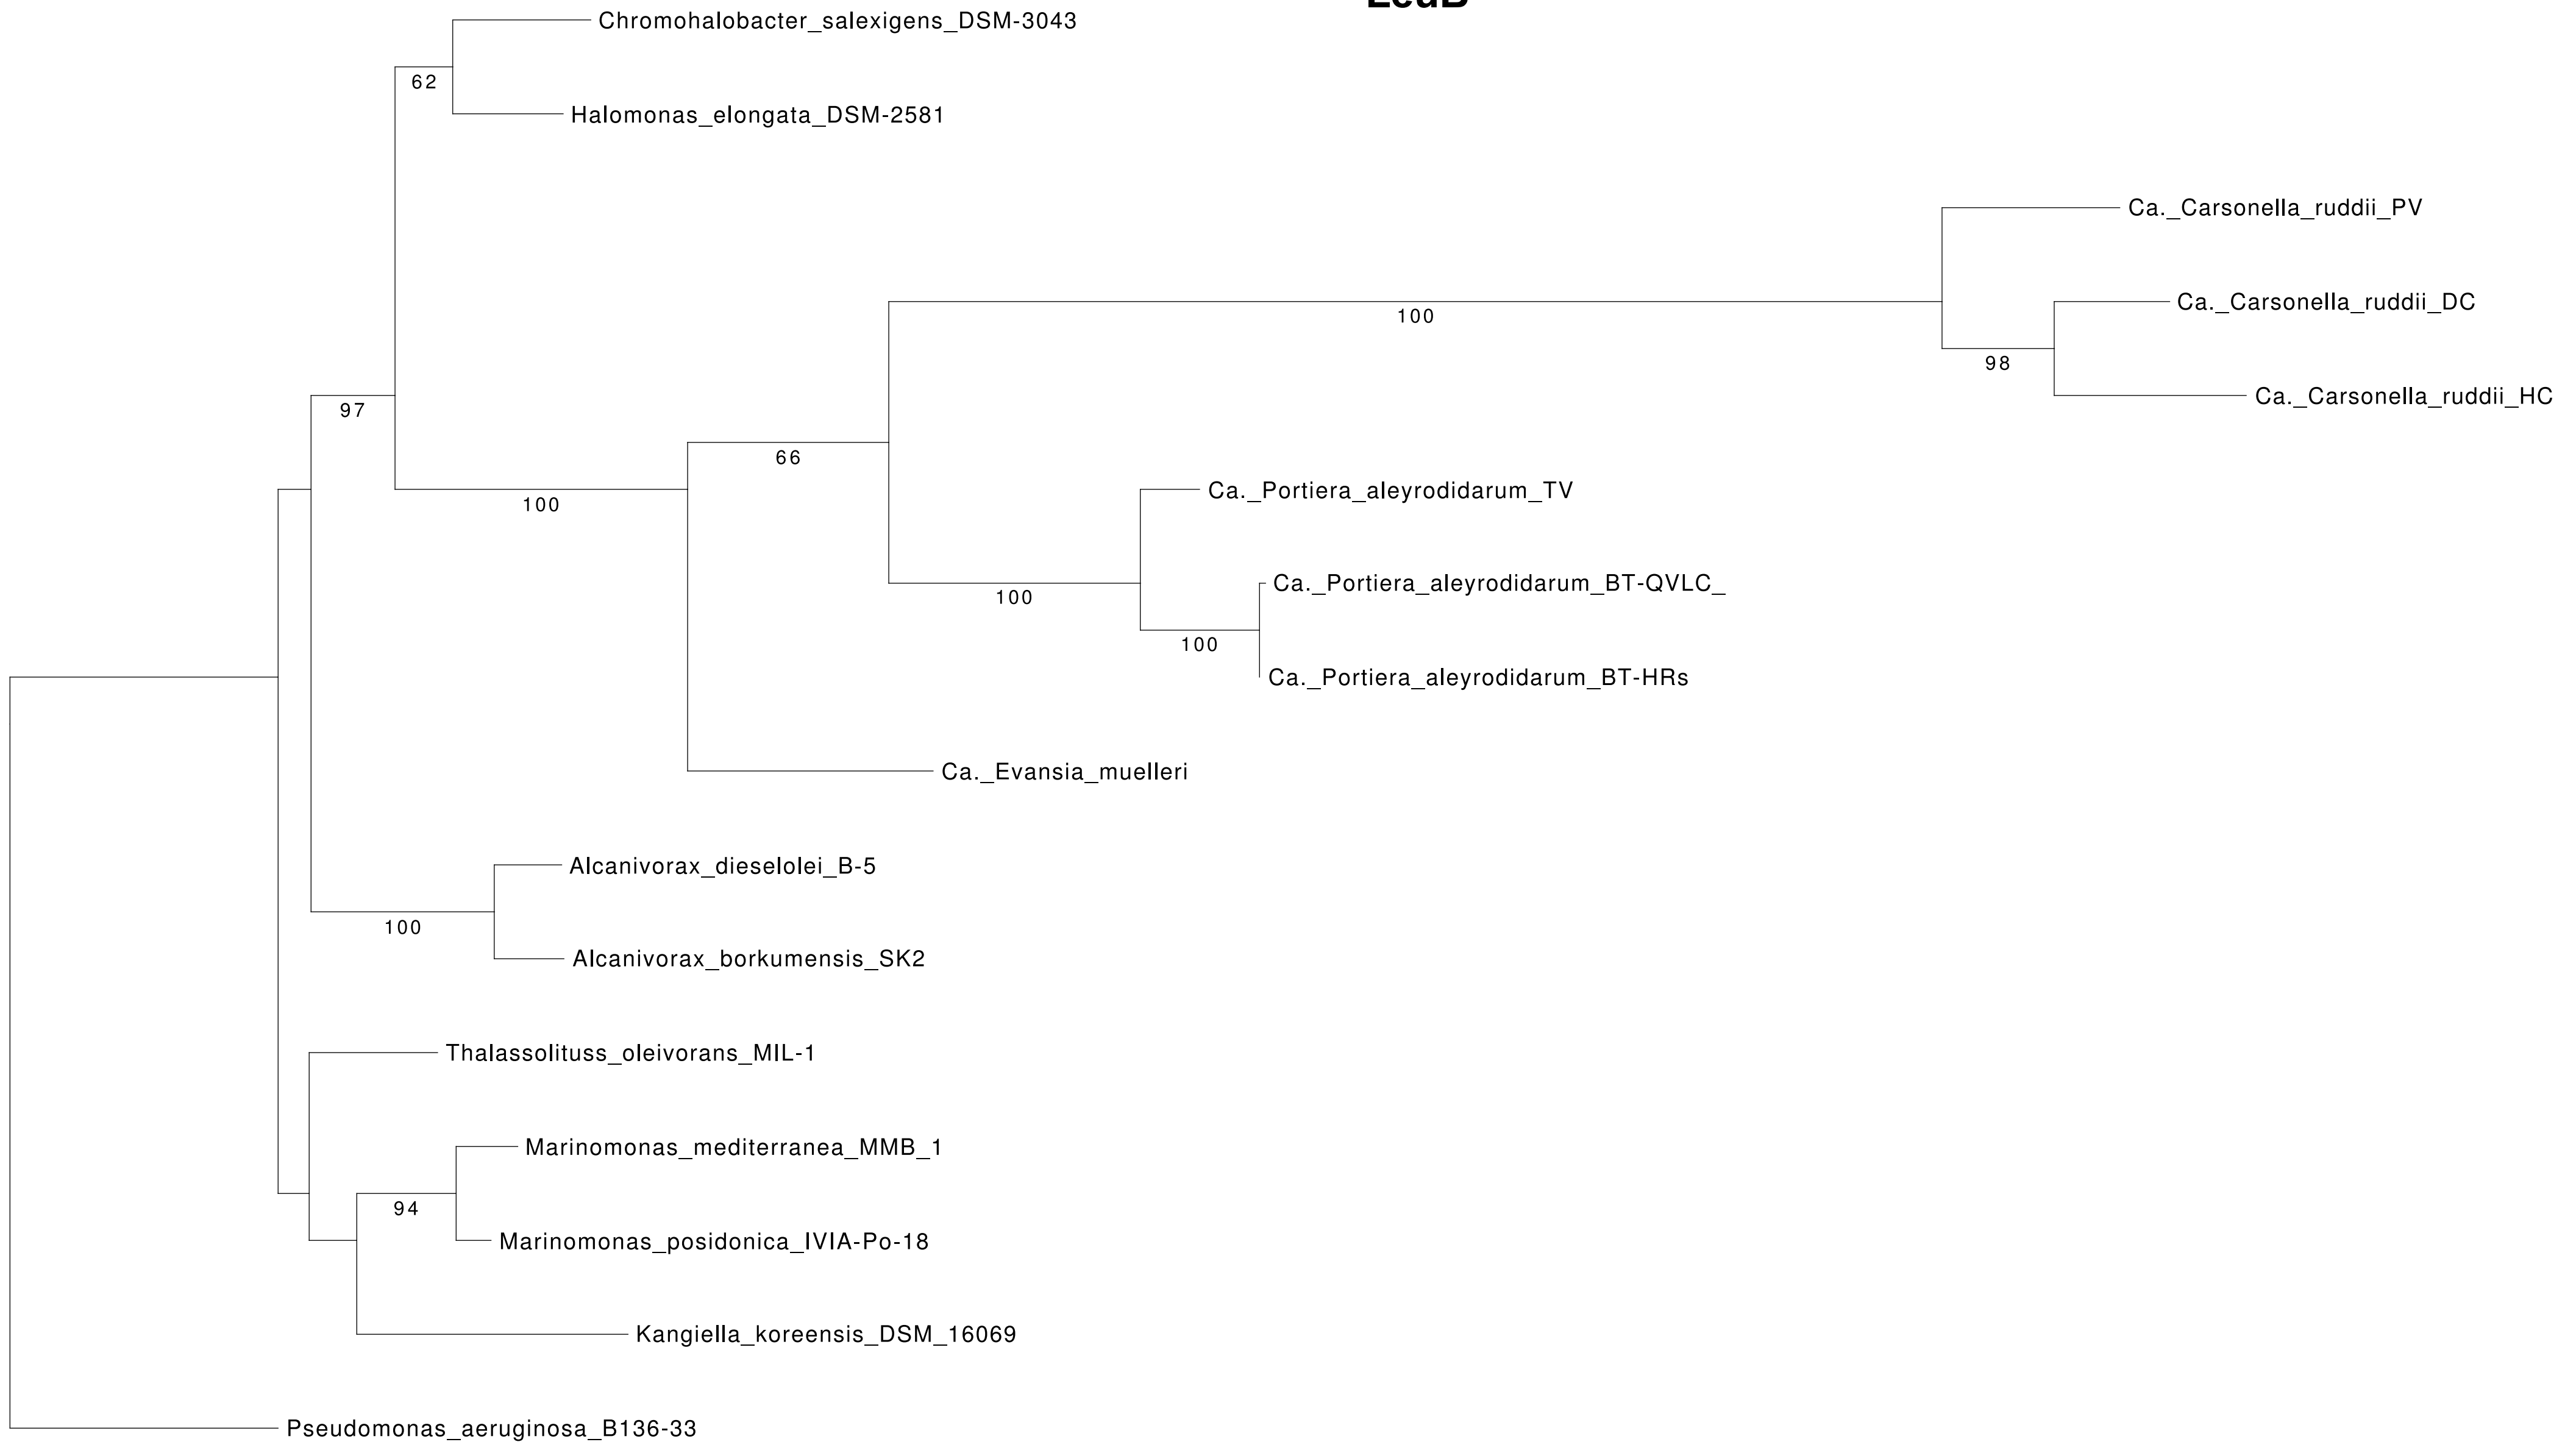 LeuB
Chromohalobacter_salexigens_DSM-3043
62
Halomonas_elongata_DSM-2581
Ca._Carsonella_ruddii_PV
Ca._Carsonella_ruddii_DC
100
98
Ca._Carsonella_ruddii_HC
97
66
Ca._Portiera_aleyrodidarum_TV
100
Ca._Portiera_aleyrodidarum_BT-QVLC_
100
100
Ca._Portiera_aleyrodidarum_BT-HRs
Ca._Evansia_muelleri
Alcanivorax_dieselolei_B-5
100
Alcanivorax_borkumensis_SK2
Thalassolituss_oleivorans_MIL-1
Marinomonas_mediterranea_MMB_1
94
Marinomonas_posidonica_IVIA-Po-18
Kangiella_koreensis_DSM_16069
Pseudomonas_aeruginosa_B136-33